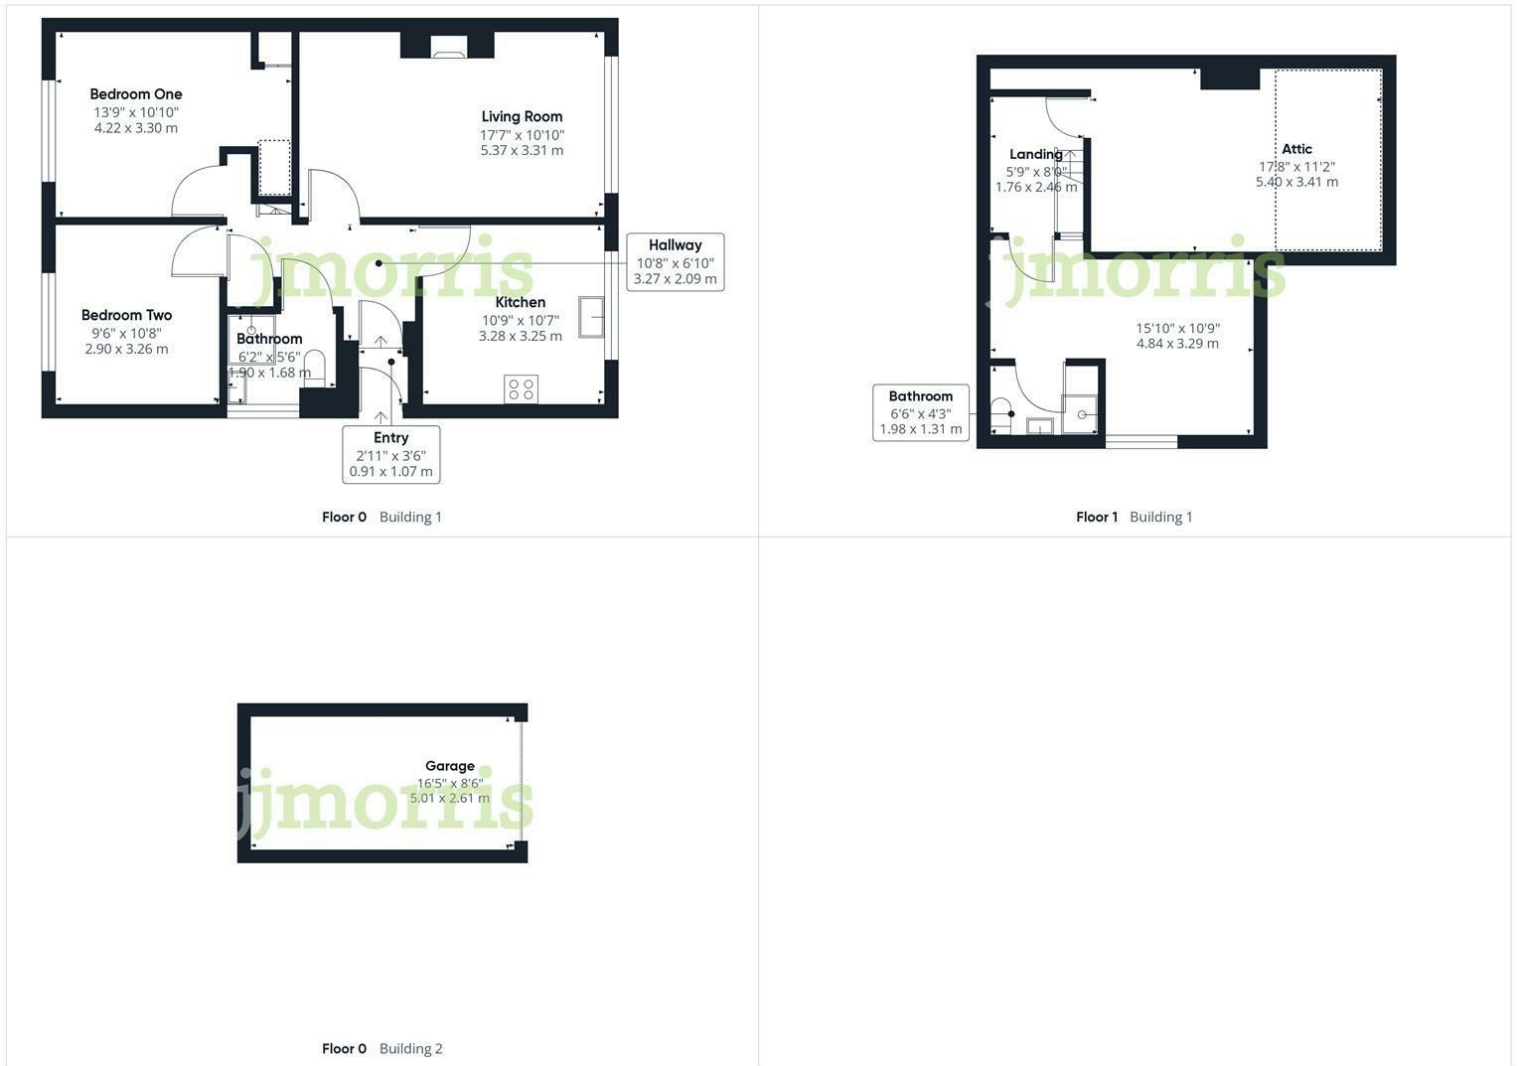 Bedroom One
13'9" x 10'10"
4.22 x 3.30 m
Living Room
17'7" x 10'10"
5.37 x 3.31 m
Hallway
10'8" x 6'10"
3.27 x 2.09 m
Bedroom Two
9'6" x 10'8"
2.90 x 3.26 m
Bathroom
6'2" x 5'6"
1.90 x 1.68 m
Kitchen
10'9" x 10'7"
3.28 x 3.25 m
Entry
2'11" x 3'6"
0.91 x 1.07 m
jjmorris
Floor 0 Building 1
Landing
5'9" x 8'0"
1.76 x 2.46 m
Attic
17'8" x 11'2"
5.40 x 3.41 m
15'10" x 10'9"
4.84 x 3.29 m
Bathroom
6'6" x 4'3"
1.98 x 1.31 m
jjmorris
Floor 1 Building 1
Garage
16'5" x 8'6"
5.01 x 2.61 m
jjmorris
Floor 0 Building 2